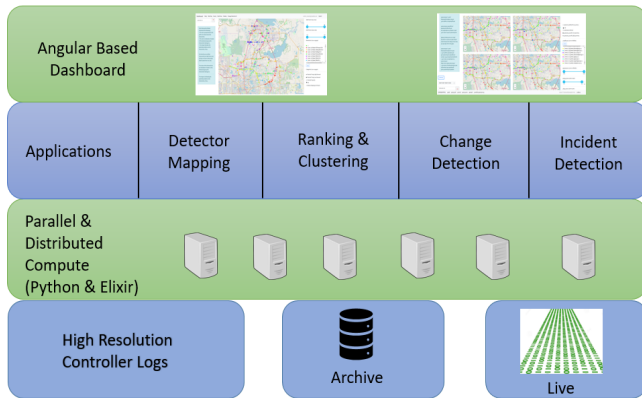 Angular Based
Dashboard
Applications
Detector
Mapping
Ranking &
Clustering
Change
Detection
Incident
Detection
Parallel &
Distributed
Compute
(Python & Elixir)
High Resolution
Controller Logs
Archive
Live